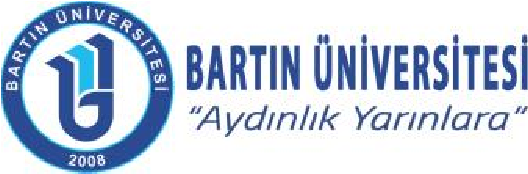 BARTIN ÜNİVERSİTESİ
2008
BARTIN ÜNİVERSİTESİ
"Aydınlık Yarınlara"